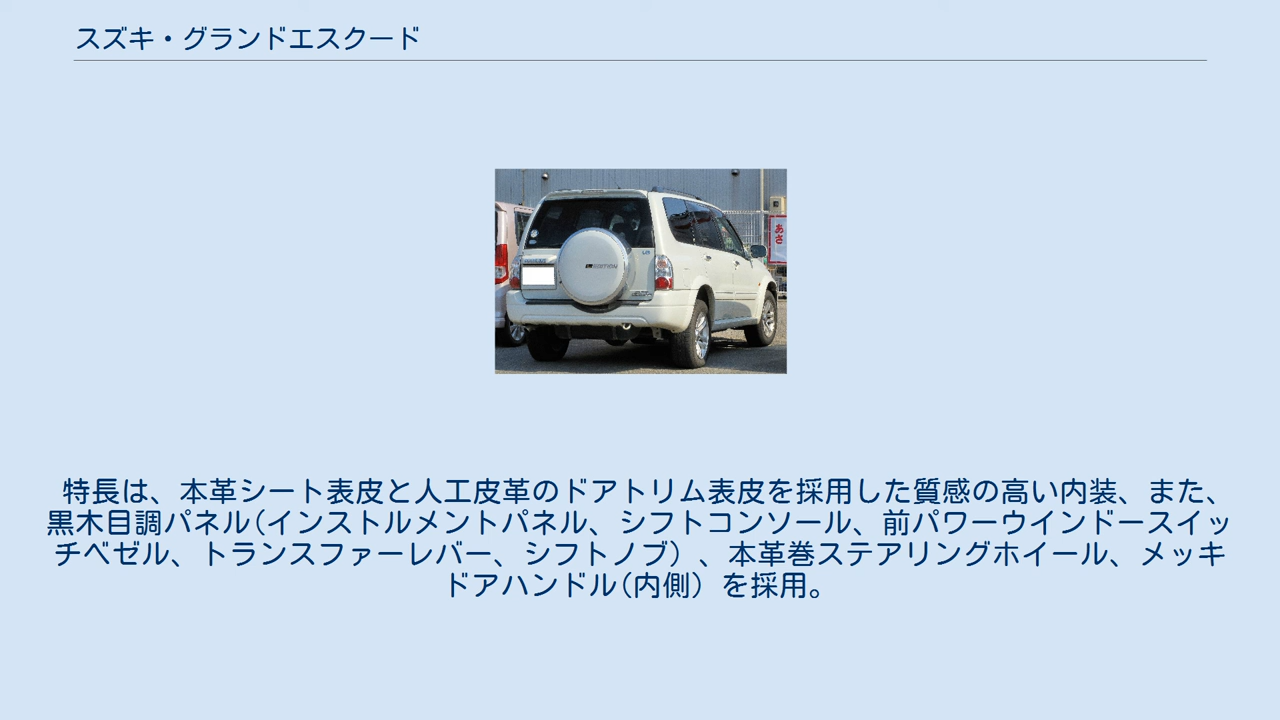 スズキ・グランドエスクード
あさ
EDITION
特長は、本革シート表皮と人工皮革のドアトリム表皮を採用した質感の高い内装、また、
黒木目調パネル(インストルメントパネル、シフトコンソール、前パワーウインドースイッ
チベゼル、トランスファーレバー、シフトノブ）、本革巻ステアリングホイール、メッキ
ドアハンドル(内側）を採用。